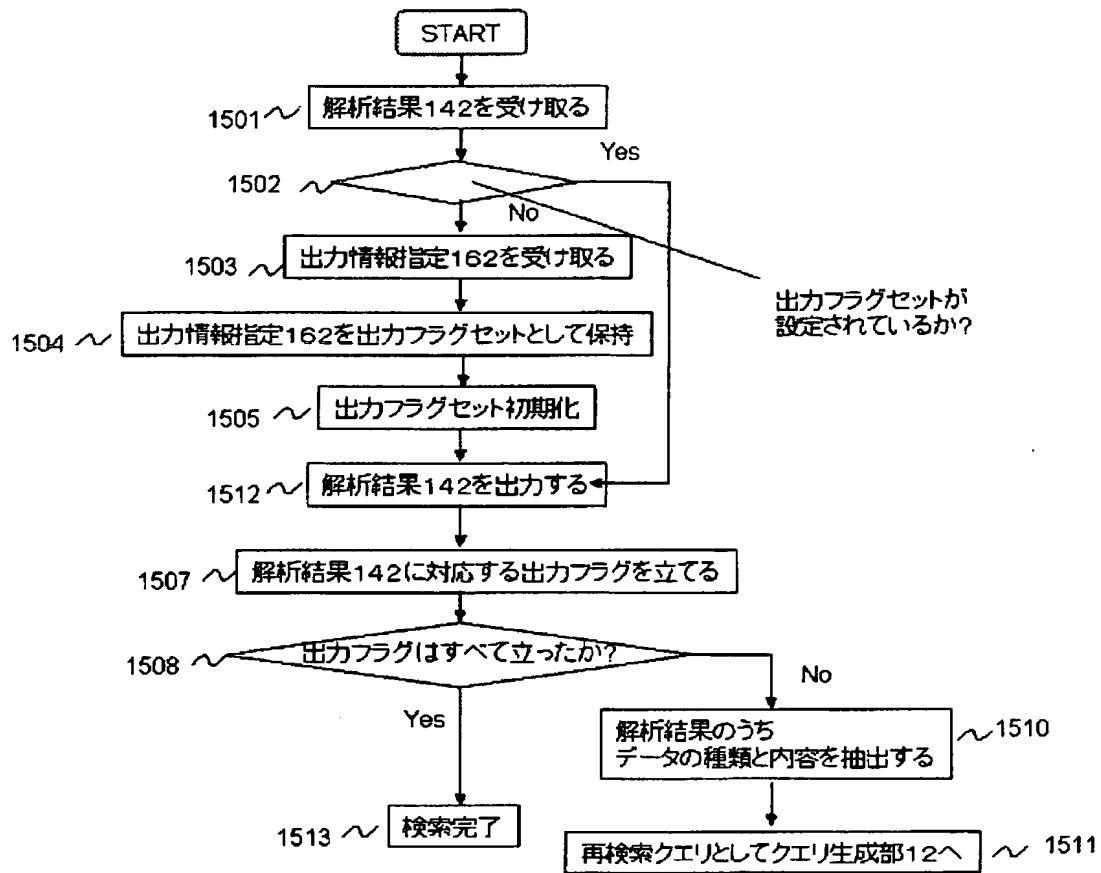 START
1501
解析結果142を受け取る
Yes
1502
No
1503
出力情報指定162を受け取る
出力フラグセットが
設定されているか?
1504
出力情報指定162を出力フラグセットとして保持
1505
出力フラグセット初期化
1512
解析結果142を出力する
1507
解析結果142に対応する出力フラグを立てる
1508
出力フラグはすべて立ったか?
No
Yes
解析結果のうち
データの種類と内容を抽出する
1510
1513
検索完了
再検索クエリとしてクエリ生成部12へ
1511